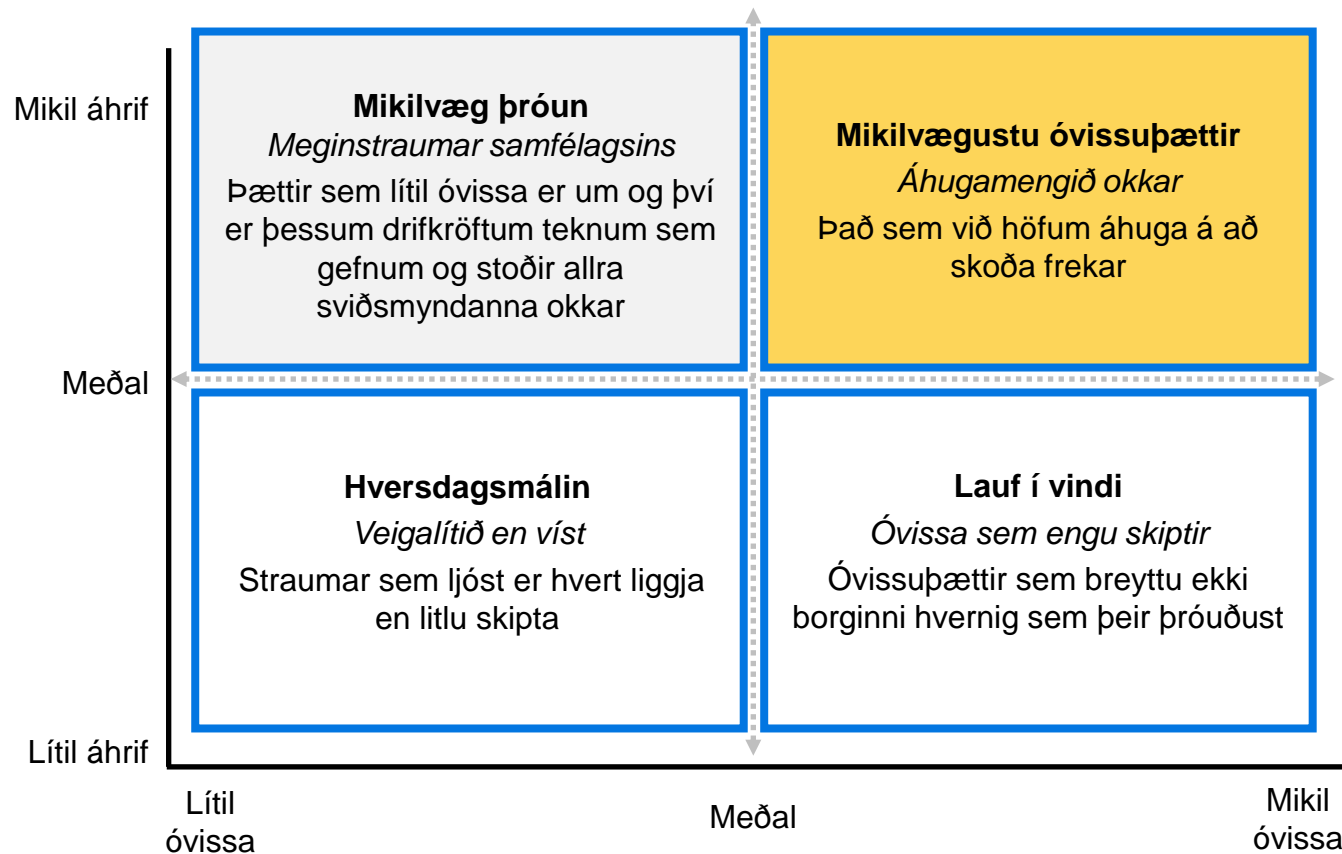 Mikil áhrif
Mikilvæg þróun
Meginstraumar samfélagsins
Þættir sem lítil óvissa er um og því
er þessum drifkröftum teknum sem
gefnum og stoðir allra
sviðsmyndanna okkar
Mikilvægustu óvissuþættir
Áhugamengið okkar
Það sem við höfum áhuga á að
skoða frekar
Meðal
Hversdagsmálin
Veigalítið en víst
Straumar sem ljóst er hvert liggja
en litlu skipta
Lauf í vindi
Óvissa sem engu skiptir
Óvissuþættir sem breyttu ekki
borginni hvernig sem þeir þróuðust
Lítil áhrif
Lítil
óvissa
Meðal
Mikil
óvissa